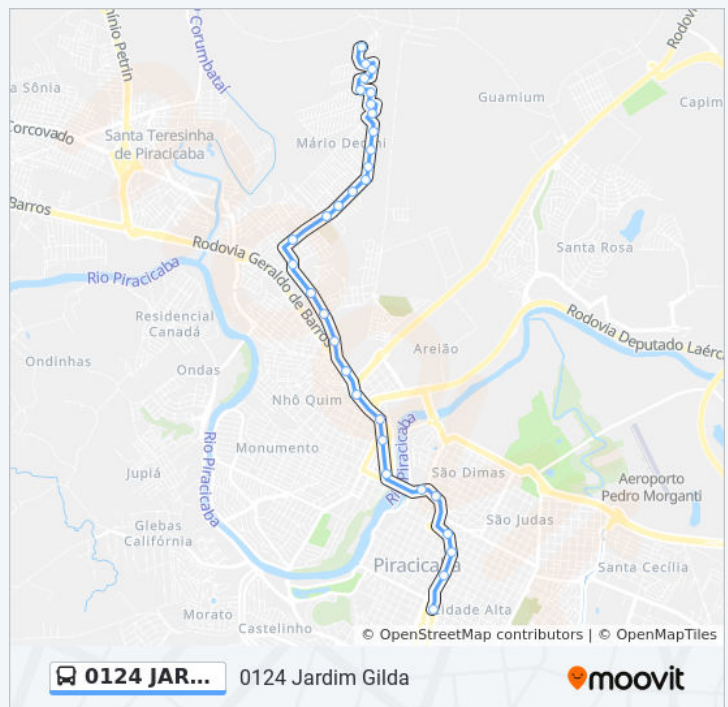 mínio Petrin
o Corumbataí
Rodovi
a Sônia
Guamium
Capim
Corcovado
Santa Teresinha
de Piracicaba
Mário Dedini
Barros
Rodovia Geraldo de Barros
Santa Rosa
Rio Piracicaba
Residencial
Canadá
Rodovia Deputado Laérc
Areião
Ondinhas
Ondas
Nhô Quim
Rio Piracicaba
Rio Piracicaba
Monumento
São Dimas
Jupiá
Aeroporto
Pedro Morganti
São Judas
Glebas
Califórnia
Piracicaba
Santa Cecília
Morato
Cidade Alta
Castelinho
© OpenStreetMap contributors | © OpenMapTiles
0124 JAR...
0124 Jardim Gilda
moovit